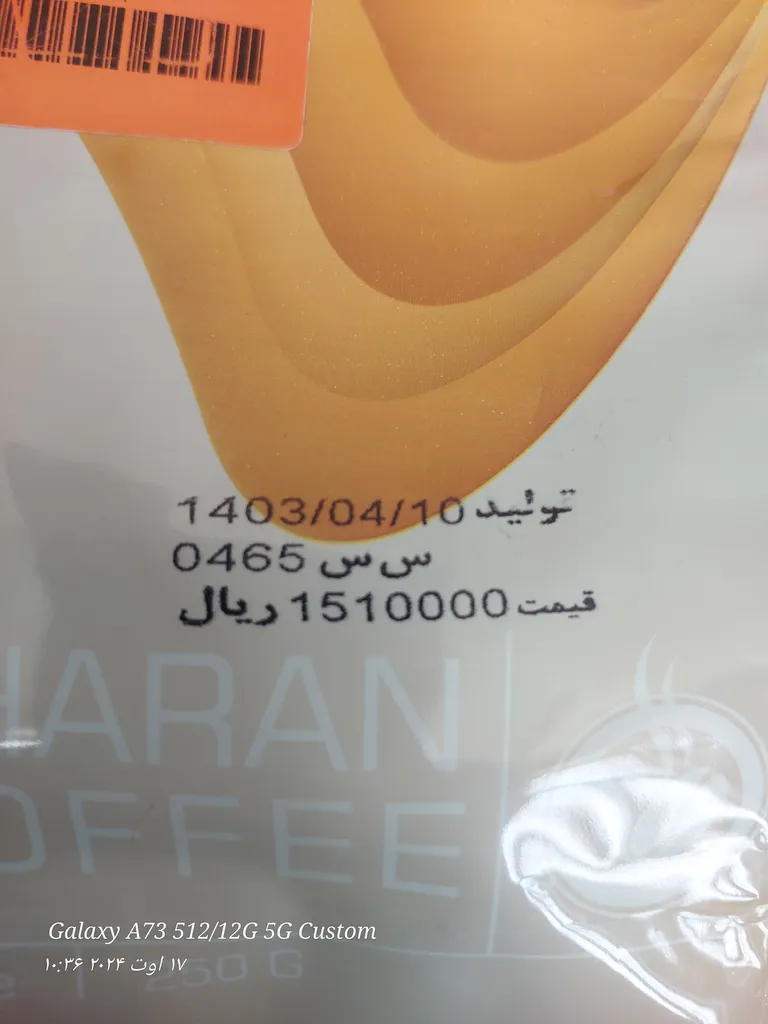 تولید 1403/04/10
س س 0465
قیمت 1510000 ریال
HARAN
OFFEE
250 G
Galaxy A73 512/12G 5G Custom
۱۷ اوت ۲۰۲۴ ۱۰:۳۶